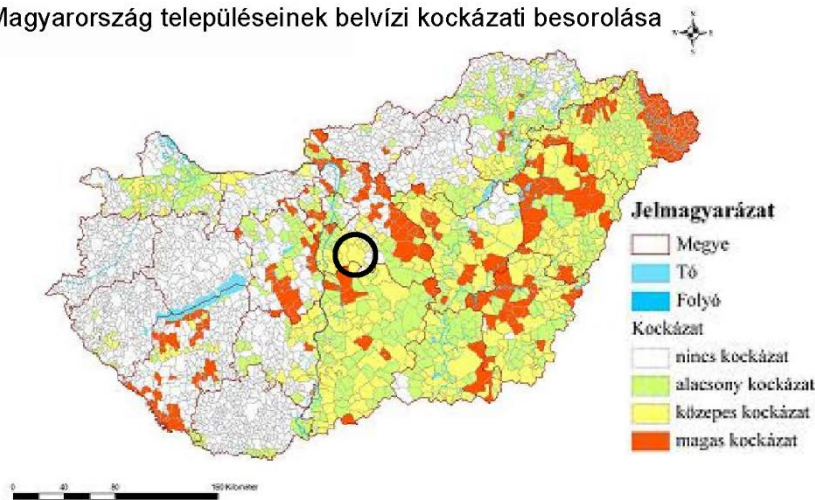 Magyarország településeinek belvízi kockázati besorolása
N
W
E
S
Jelmagyarázat
Megye
Tó
Folyó
Kockázat
nincs kockázat
alacsony kockázat
közepes kockázat
magas kockázat
0 40 80 160 Kilometer